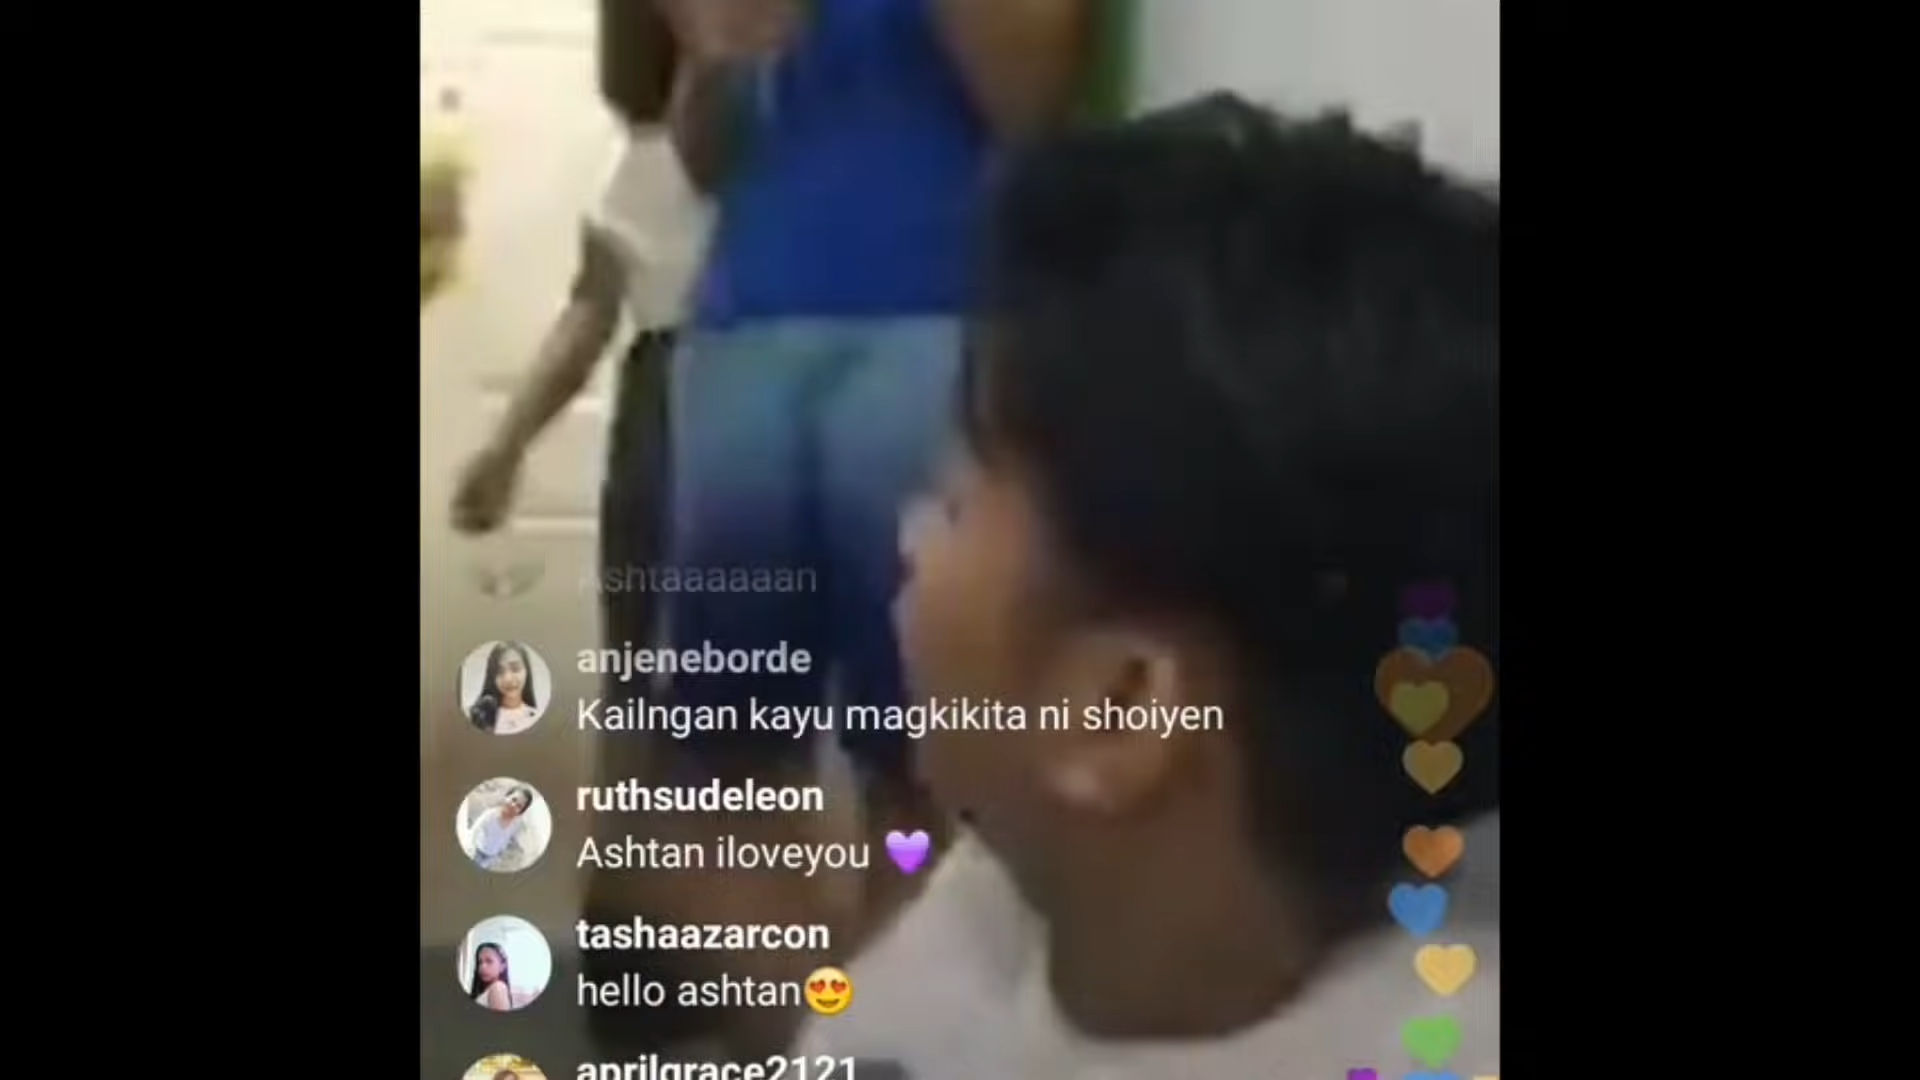 Ashtaaaaaan
anjeneborde
Kailngan kayu magkikita ni shoiyen
ruthsudeleon
Ashtan iloveyou 💜
tashaazarcon
hello ashtan😍
aprilgrace2121